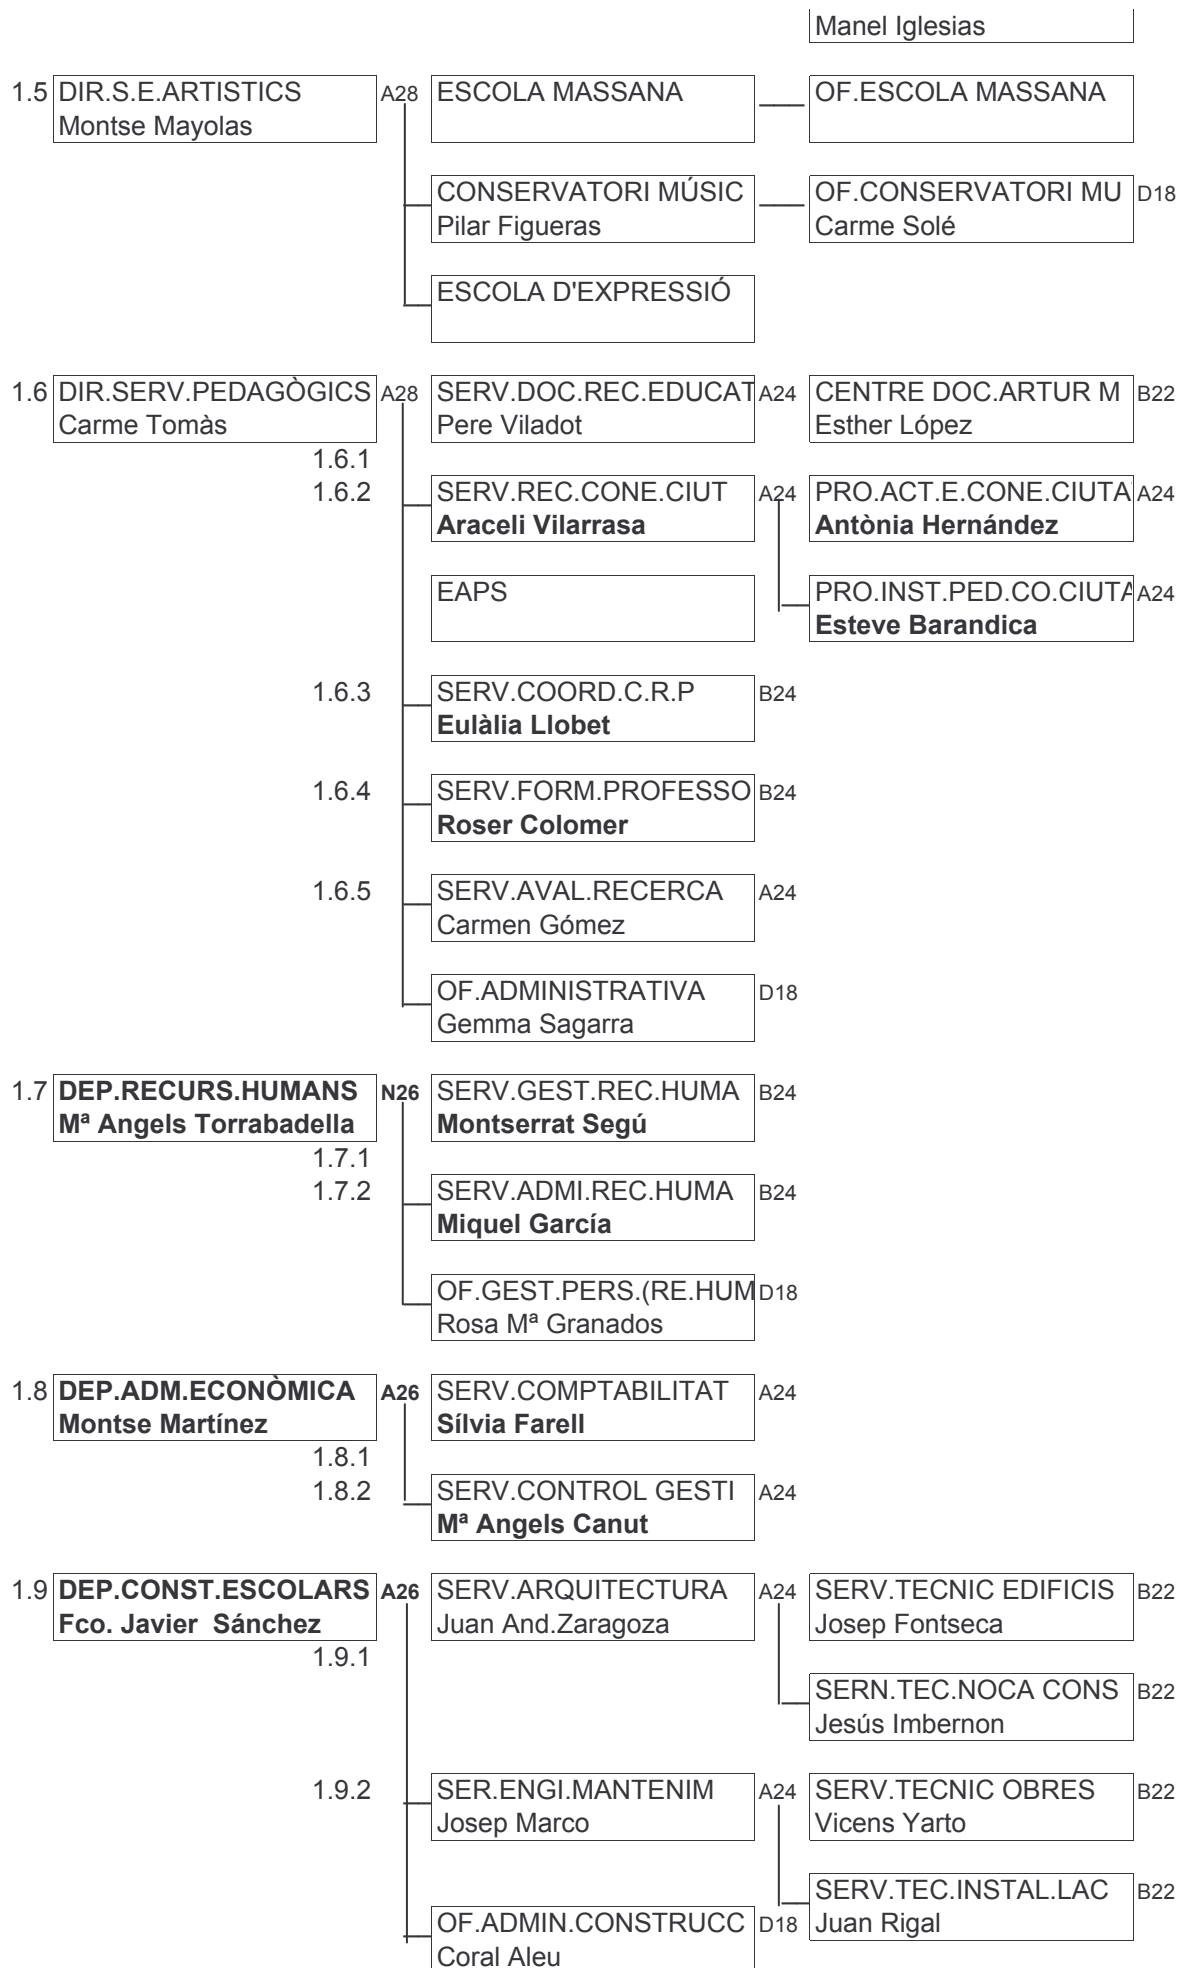 Manel Iglesias
1.5 DIR.S.E.ARTISTICS A28 ESCOLA MASSANA OF.ESCOLA MASSANA
Montse Mayolas
CONSERVATORI MÚSIC OF.CONSERVATORI MU D18
Pilar Figueras Carme Solé
ESCOLA D'EXPRESSIÓ
1.6 DIR.SERV.PEDAGÒGICS A28 SERV.DOC.REC.EDUCAT A24 CENTRE DOC.ARTUR M B22
Carme Tomàs Pere Viladot Esther López
1.6.1
1.6.2 SERV.REC.CONE.CIUT A24 PRO.ACT.E.CONE.CIUTA A24
Araceli Vilarrasa Antònia Hernández
EAPS PRO.INST.PED.CO.CIUTA A24
Esteve Barandica
1.6.3 SERV.COORD.C.R.P B24
Eulàlia Llobet
1.6.4 SERV.FORM.PROFESSO B24
Roser Colomer
1.6.5 SERV.AVAL.RECERCA A24
Carmen Gómez
OF.ADMINISTRATIVA D18
Gemma Sagarra
1.7 DEP.RECURS.HUMANS N26 SERV.GEST.REC.HUMA B24
Mª Angels Torrabadella Montserrat Segú
1.7.1
1.7.2 SERV.ADMI.REC.HUMA B24
Miquel García
OF.GEST.PERS.(RE.HUM D18
Rosa Mª Granados
1.8 DEP.ADM.ECONÒMICA A26 SERV.COMPTABILITAT A24
Montse Martínez Sílvia Farell
1.8.1
1.8.2 SERV.CONTROL GESTI A24
Mª Angels Canut
1.9 DEP.CONST.ESCOLARS A26 SERV.ARQUITECTURA A24 SERV.TECNIC EDIFICIS B22
Fco. Javier Sánchez Juan And.Zaragoza Josep Fontseca
1.9.1
SERN.TEC.NOCA CONS B22
Jesús Imbernon
1.9.2 SER.ENGI.MANTENIM A24 SERV.TECNIC OBRES B22
Josep Marco Vicens Yarto
SERV.TEC.INSTAL.LAC B22
OF.ADMIN.CONSTRUCC D18 Juan Rigal
Coral Aleu